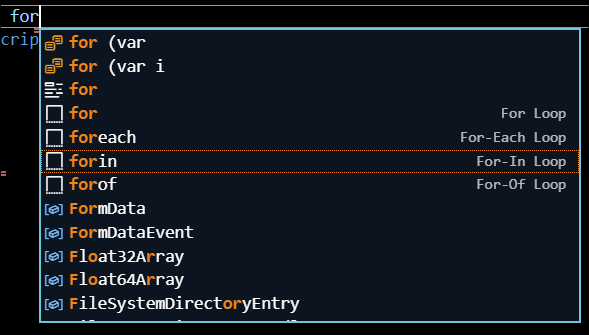 for
crip
for (var
for (var i
for
for For Loop
foreach For-Each Loop
forin For-In Loop
forof For-Of Loop
FormData
FormDataEvent
Float32Array
Float64Array
FileSystemDirectoryEntry